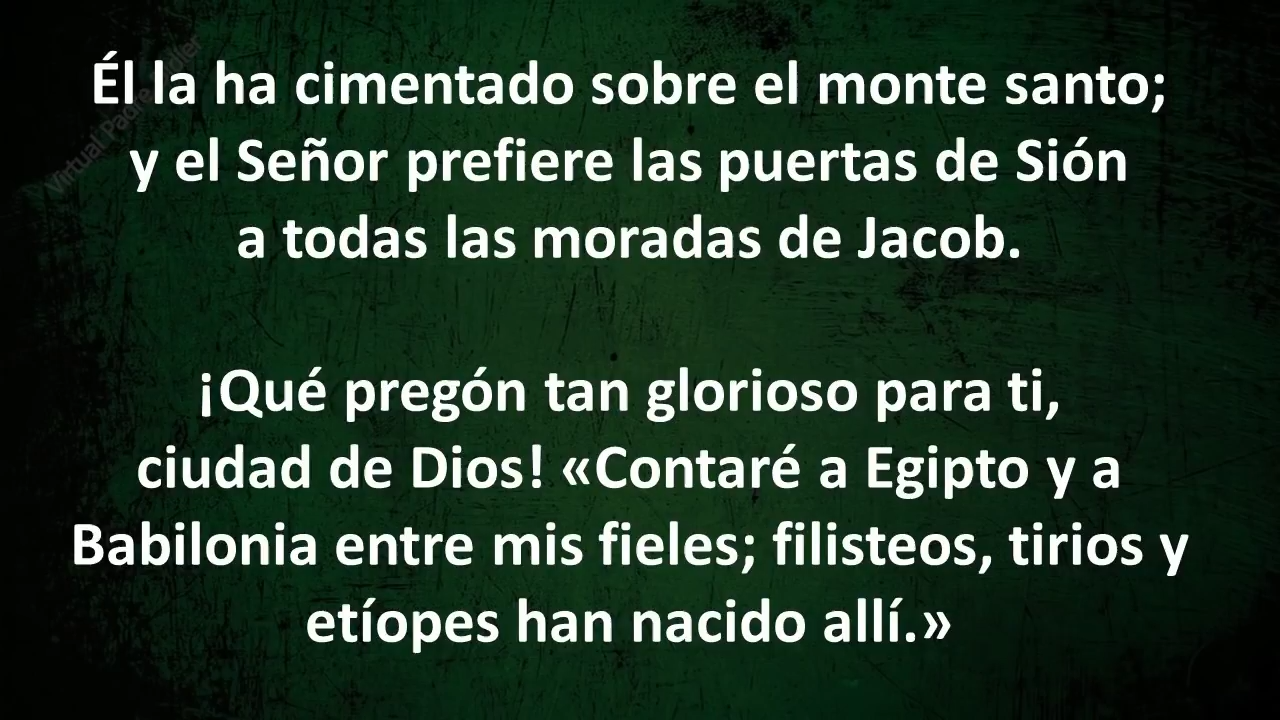 Él la ha cimentado sobre el monte santo;
y el Señor prefiere las puertas de Sión
a todas las moradas de Jacob.
¡Qué pregón tan glorioso para ti,
ciudad de Dios! «Contaré a Egipto y a
Babilonia entre mis fieles; filisteos, tirios y
etíopes han nacido allí.»
Virtual Padre